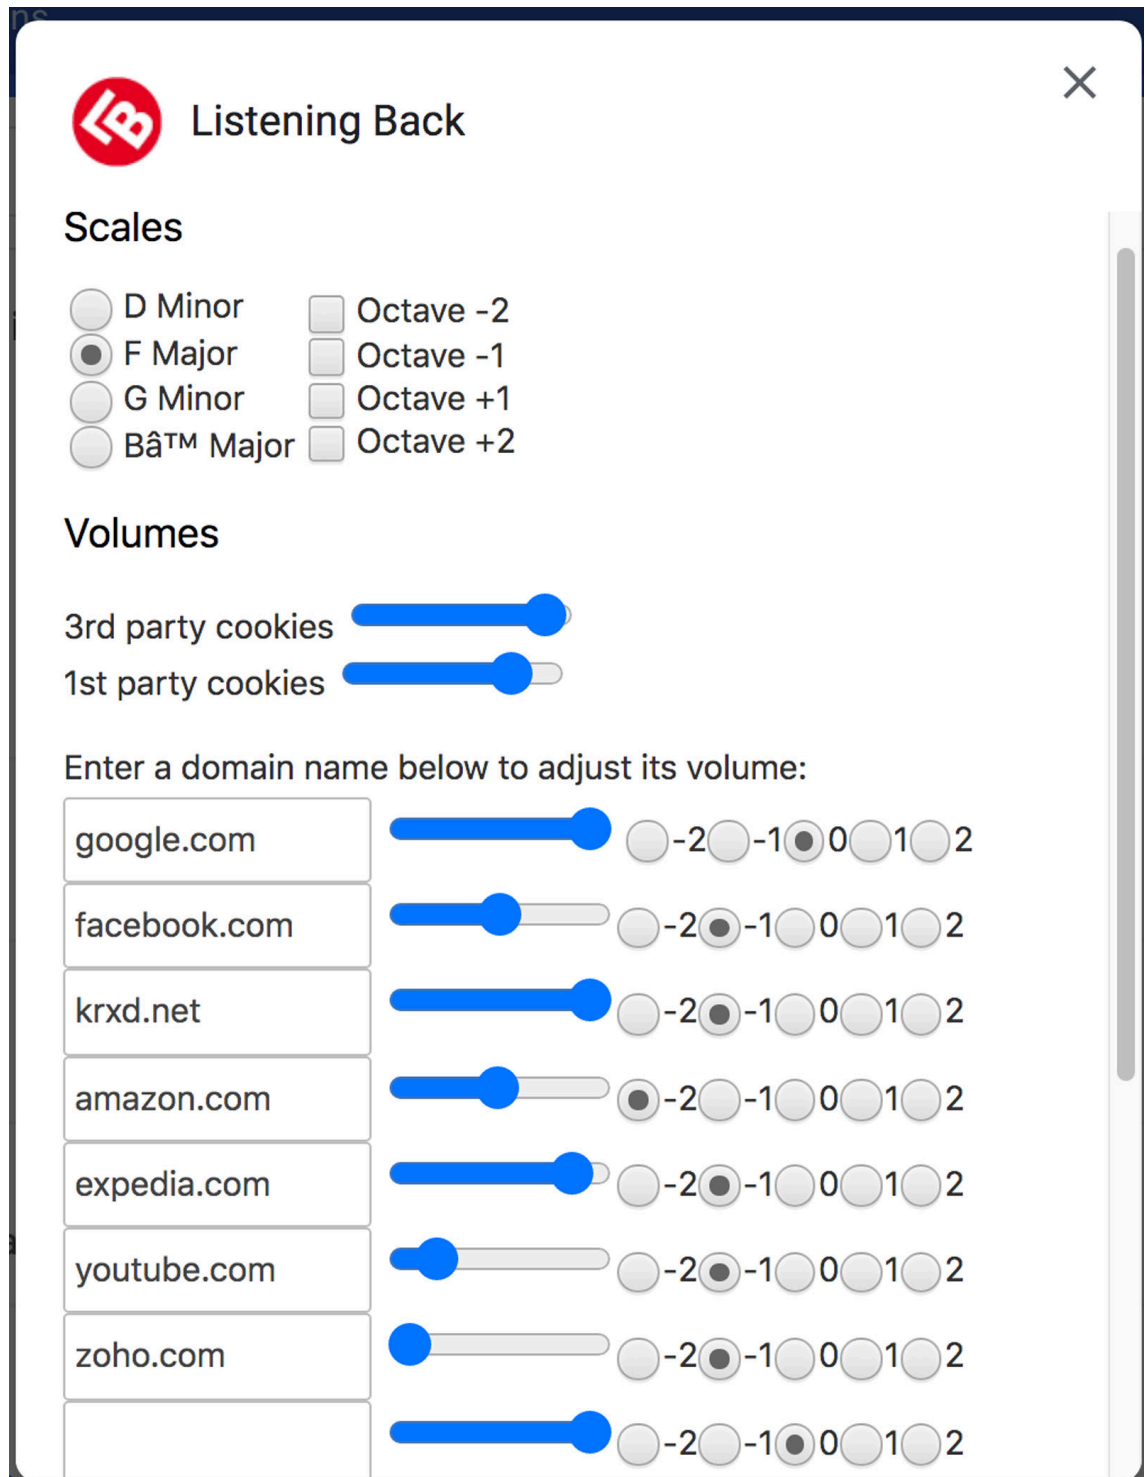 ns
LB
Listening Back
Scales
D Minor
Octave -2
F Major
Octave -1
G Minor
Octave +1
Bâ™ Major
Octave +2
Volumes
3rd party cookies
1st party cookies
Enter a domain name below to adjust its volume:
google.com -2 -1 0 1 2
facebook.com -2 -1 0 1 2
krxd.net -2 -1 0 1 2
amazon.com -2 -1 0 1 2
expedia.com -2 -1 0 1 2
youtube.com -2 -1 0 1 2
zoho.com -2 -1 0 1 2
-2 -1 0 1 2